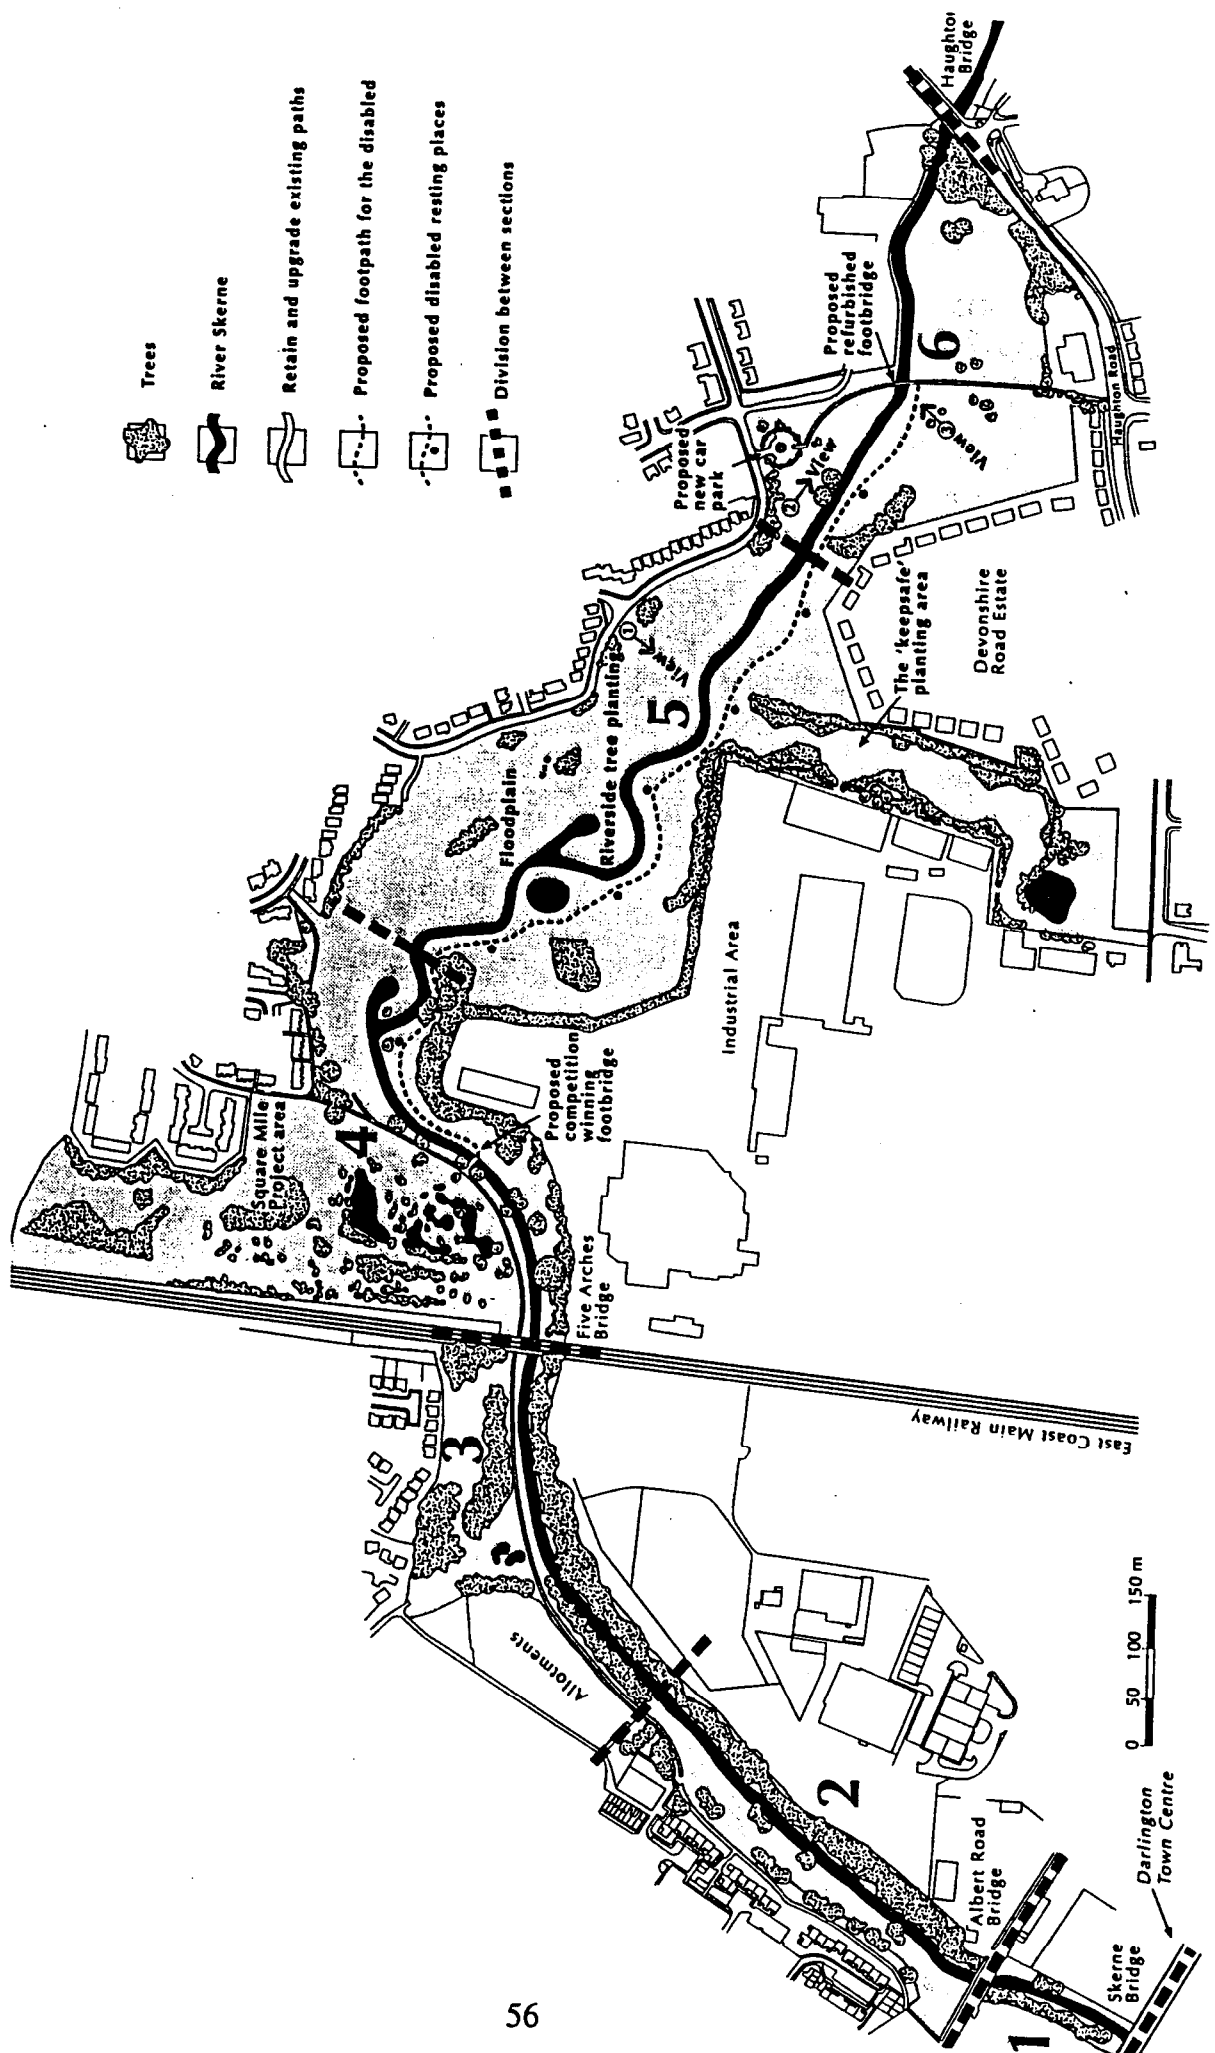 Trees
River Skerne
Retain and upgrade existing paths
Proposed footpath for the disabled
Proposed disabled resting places
Division between sections
Haughto
Bridge
Proposed
refurbished
footbridge
6
Haughton Road
3
View
Proposed
new car
park
2
View
The 'keepsafe'
planting area
Devonshire
Road Estate
1
View
5
Riverside tree planting
Floodplain
Industrial Area
Square Mile
Project area
4
Proposed
competion
winning
footbridge
Five Arches
Bridge
East Coast Main Railway
3
Allotments
2
0 50 100 150 m
Albert Road
Bridge
Darlington
Town Centre
Skerne
Bridge
1
56